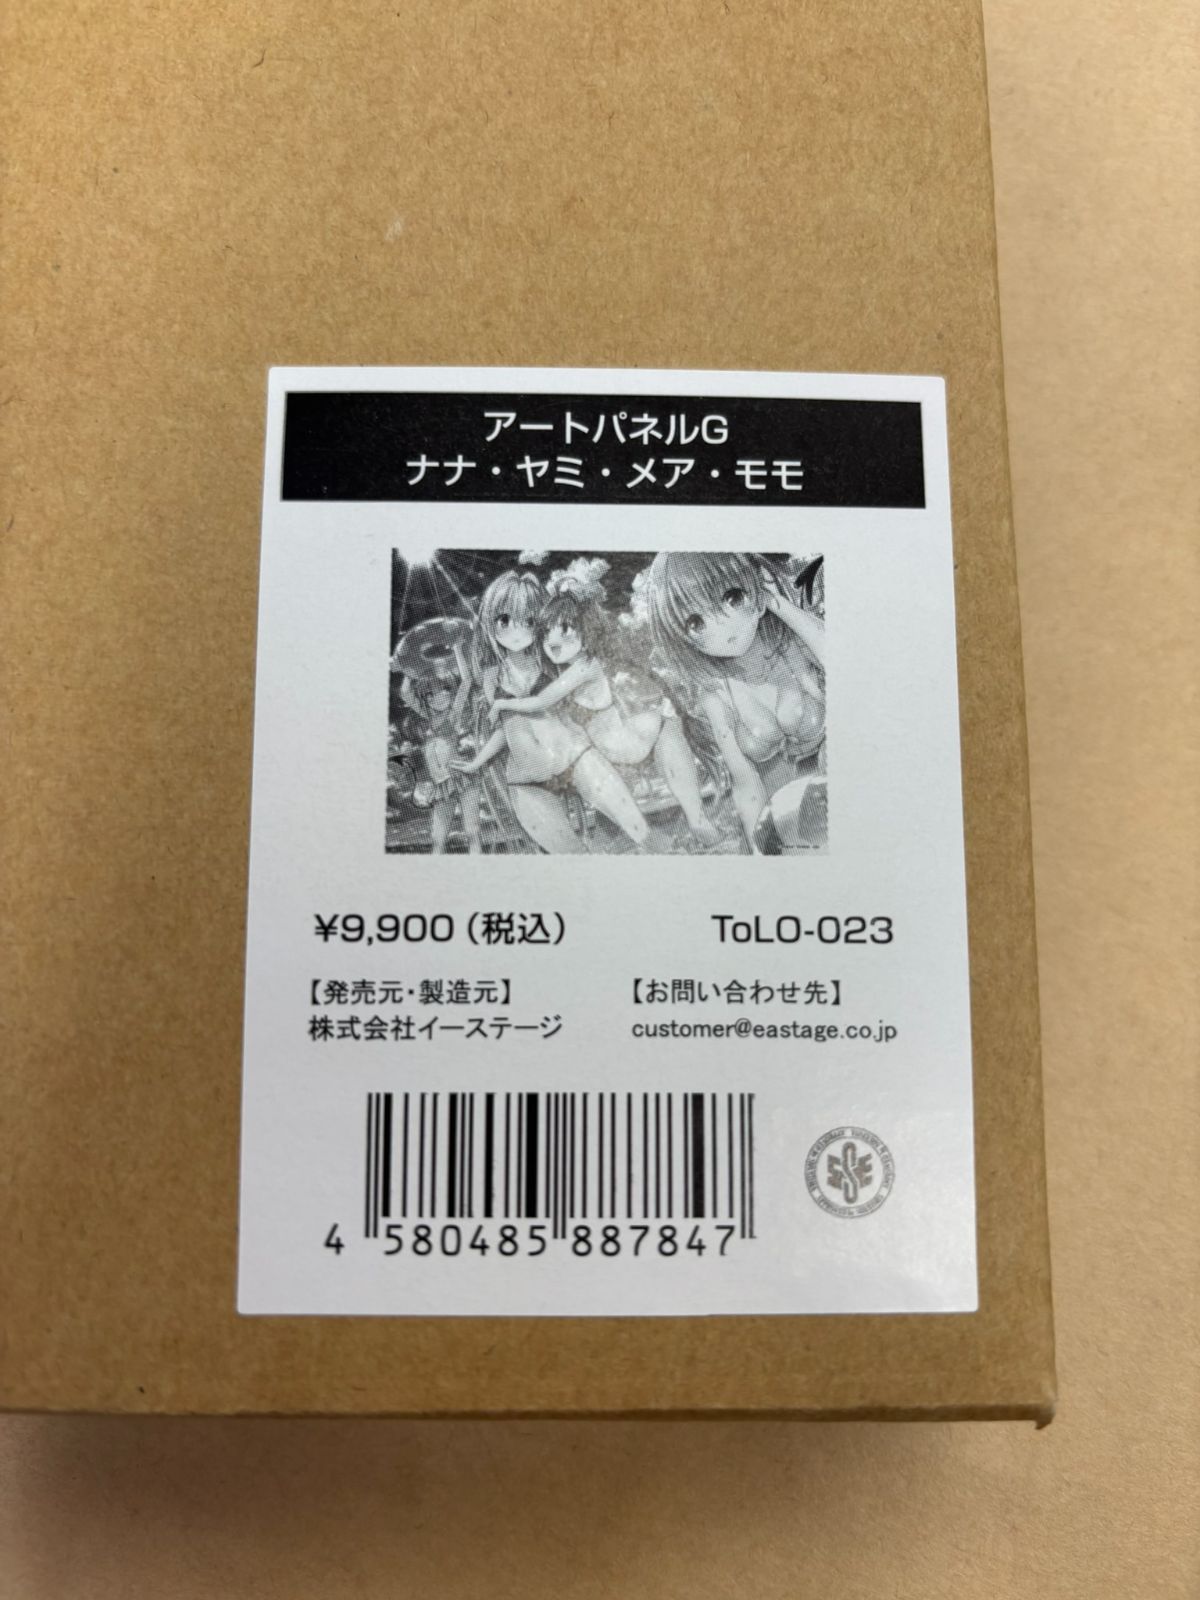 アートパネルG
ナナ・ヤミ・メア・モモ
¥9,900（税込）
ToLO-023
【発売元・製造元】
株式会社イーステージ
【お問い合わせ先】
customer@eastage.co.jp
4 580485 887847